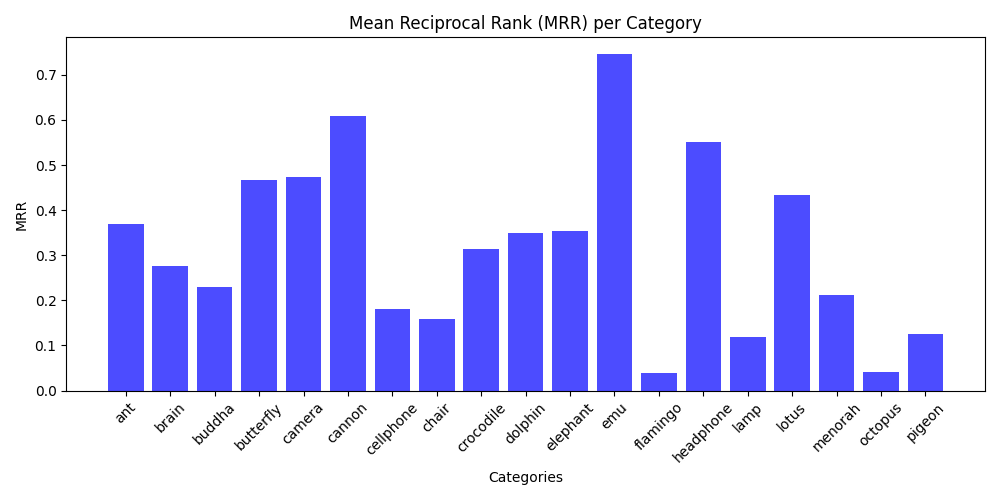 Mean Reciprocal Rank (MRR) per Category
MRR
0.7
0.6
0.5
0.4
0.3
0.2
0.1
0.0
ant
brain
buddha
butterfly
camera
cannon
cellphone
chair
crocodile
dolphin
elephant
emu
flamingo
headphone
lamp
lotus
menorah
octopus
pigeon
Categories